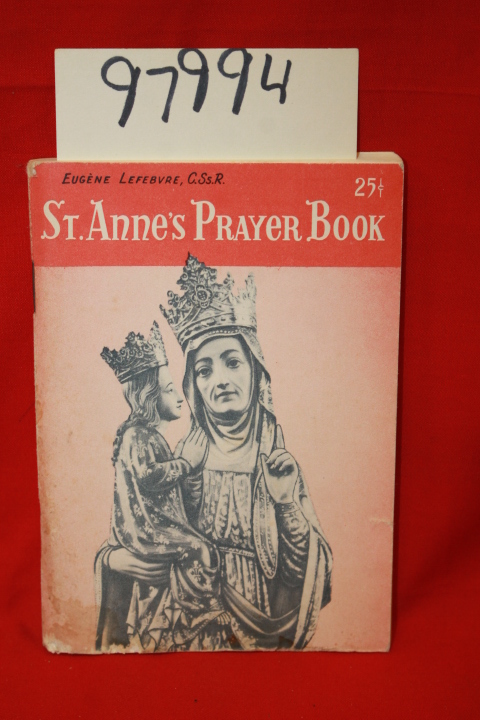 97994
EUGÈNE LEFEBVRE, C.Ss.R.
25¢
ST. ANNE'S PRAYER BOOK